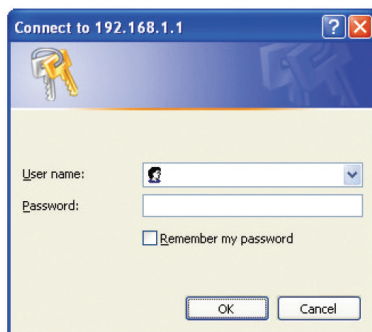 Connect to 192.168.1.1
User name:
Password:
Remember my password
OK Cancel